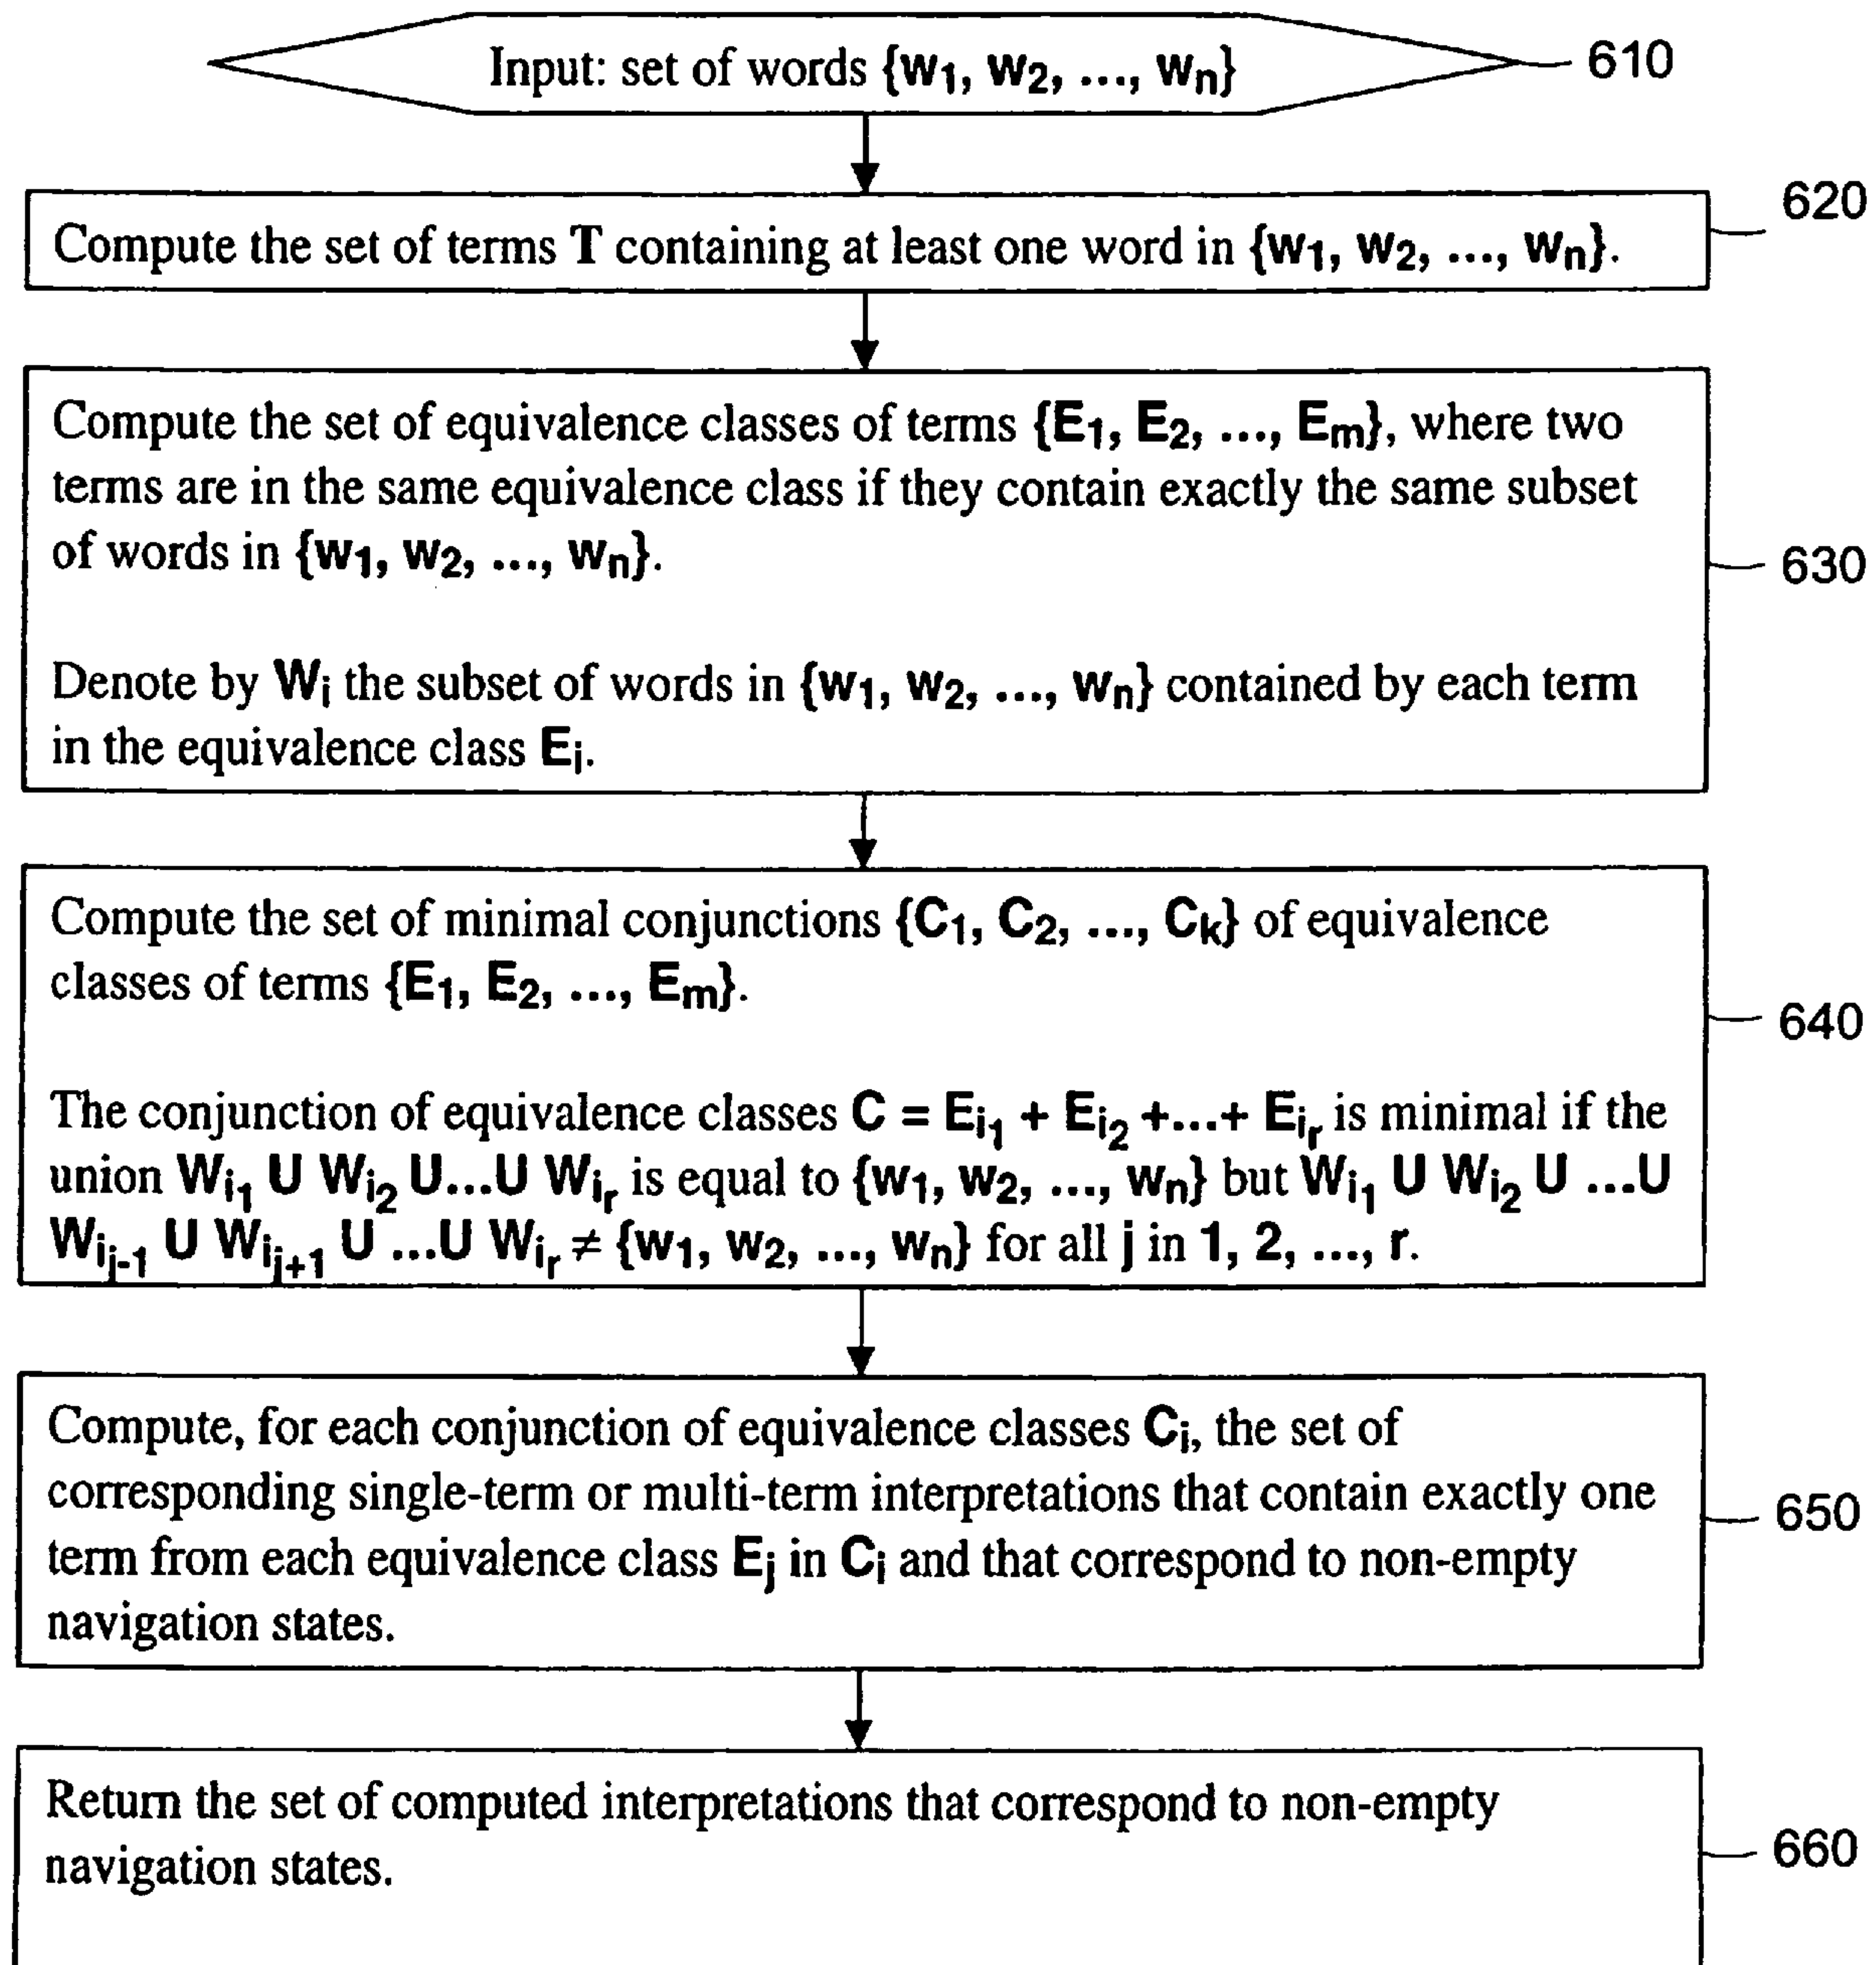 Input: set of words {w1, w2, ..., wn}
610
Compute the set of terms T containing at least one word in {w1, w2, ..., wn}.
620
Compute the set of equivalence classes of terms {E1, E2, ..., Em}, where two
terms are in the same equivalence class if they contain exactly the same subset
of words in {w1, w2, ..., wn}.
630
Denote by Wi the subset of words in {w1, w2, ..., wn} contained by each term
in the equivalence class Ei.
Compute the set of minimal conjunctions {C1, C2, ..., Ck} of equivalence
classes of terms {E1, E2, ..., Em}.
640
The conjunction of equivalence classes C = Ei1 + Ei2 +...+ Eir is minimal if the
union Wi1 U Wi2 U...U Wir is equal to {w1, w2, ..., wn} but Wi1 U Wi2 U ...U
Wij-1 U Wij+1 U ...U Wir ≠ {w1, w2, ..., wn} for all j in 1, 2, ..., r.
Compute, for each conjunction of equivalence classes Ci, the set of
corresponding single-term or multi-term interpretations that contain exactly one
term from each equivalence class Ej in Ci and that correspond to non-empty
navigation states.
650
Return the set of computed interpretations that correspond to non-empty
navigation states.
660